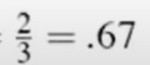 = 2/3 = .67